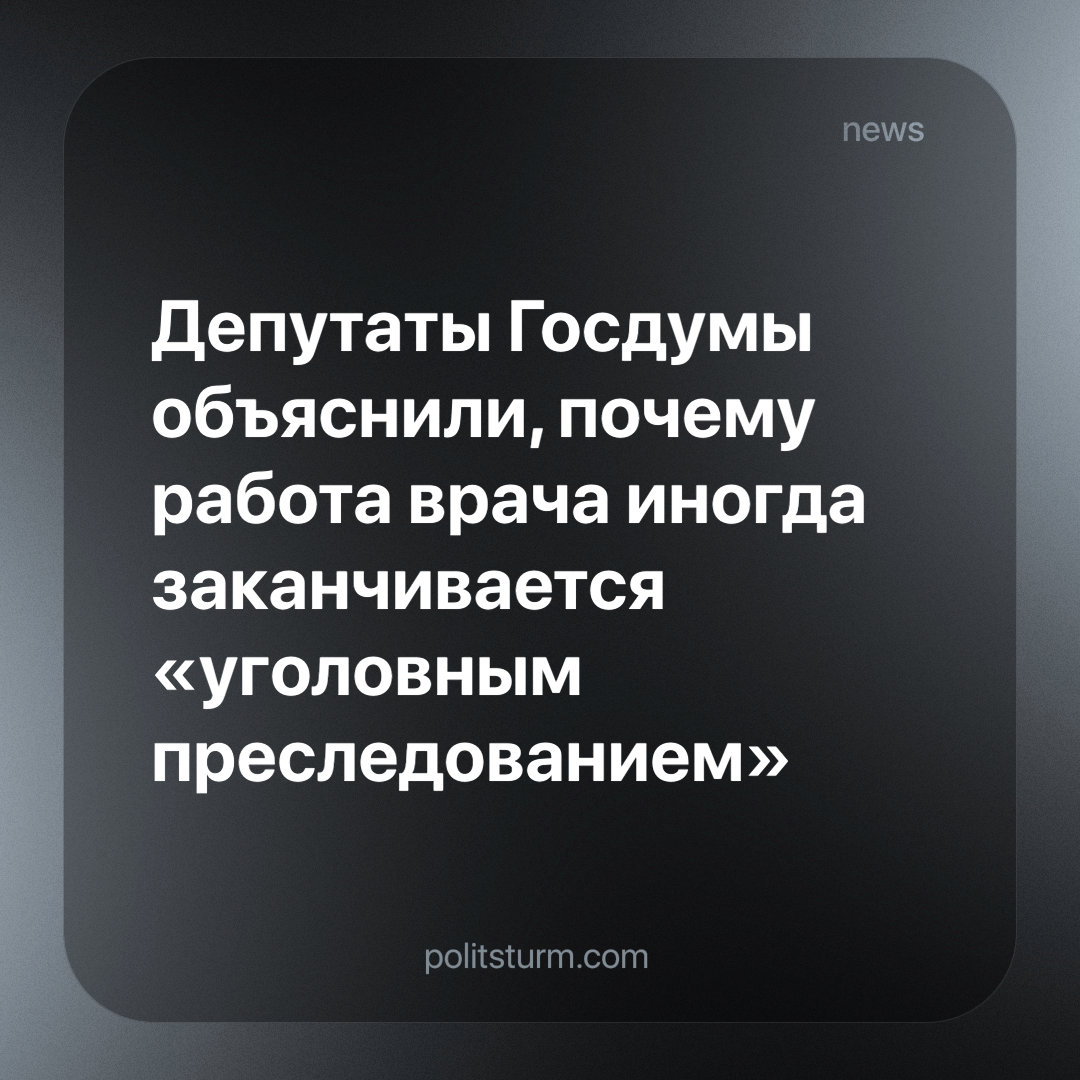 news
Депутаты Госдумы
объяснили, почему
работа врача иногда
заканчивается
«уголовным
преследованием»
politsturm.com